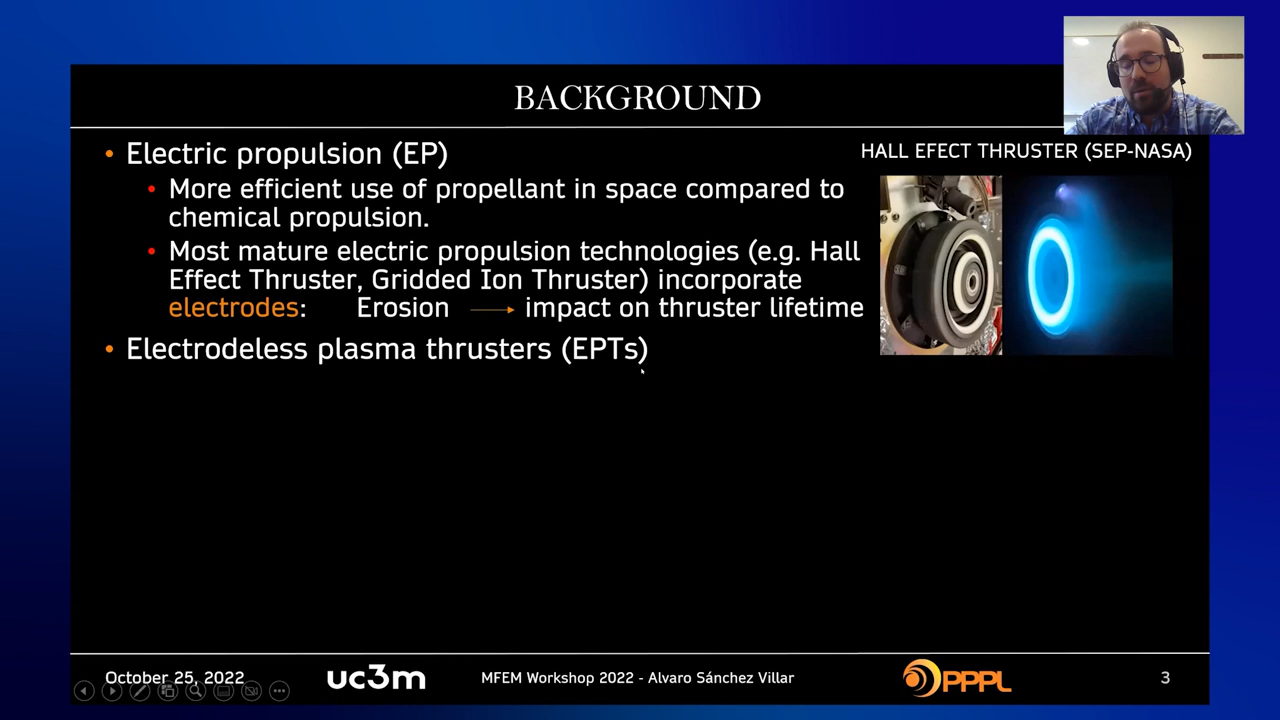 BACKGROUND
• Electric propulsion (EP)
• More efficient use of propellant in space compared to
chemical propulsion.
• Most mature electric propulsion technologies (e.g. Hall
Effect Thruster, Gridded Ion Thruster) incorporate
electrodes: Erosion → impact on thruster lifetime
• Electrodeless plasma thrusters (EPTs)
HALL EFECT THRUSTER (SEP-NASA)
October 25, 2022
uc3m
MFEM Workshop 2022 - Alvaro Sánchez Villar
PPPL
3